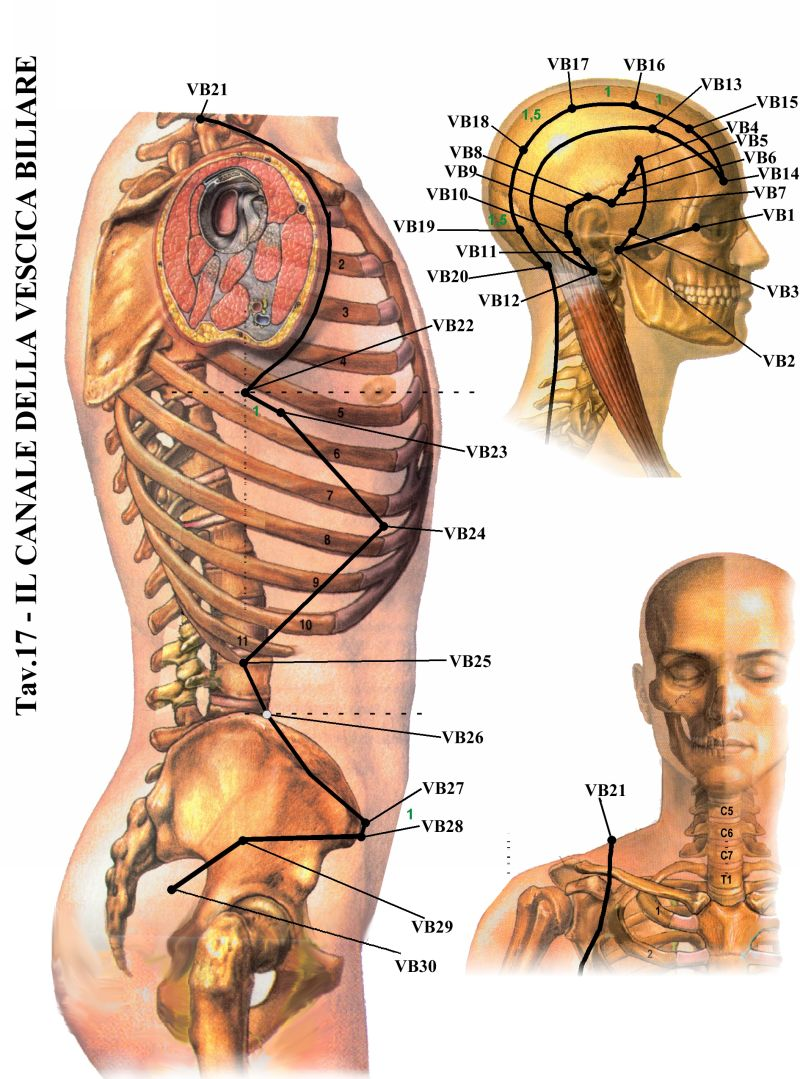 Tav.17 - IL CANALE DELLA VESCICA BILIARE
VB21
2
3
4
VB22
1
5
VB23
6
7
VB24
8
9
10
11
VB25
VB26
VB27
1
VB28
VB29
VB30
VB17
VB16
VB13
1
1
1,5
VB15
VB18
VB4
VB5
VB8
VB6
VB9
VB14
VB7
VB10
VB1
1,5
VB19
VB11
VB20
VB3
VB12
VB2
VB21
C5
C6
C7
T1
1
2